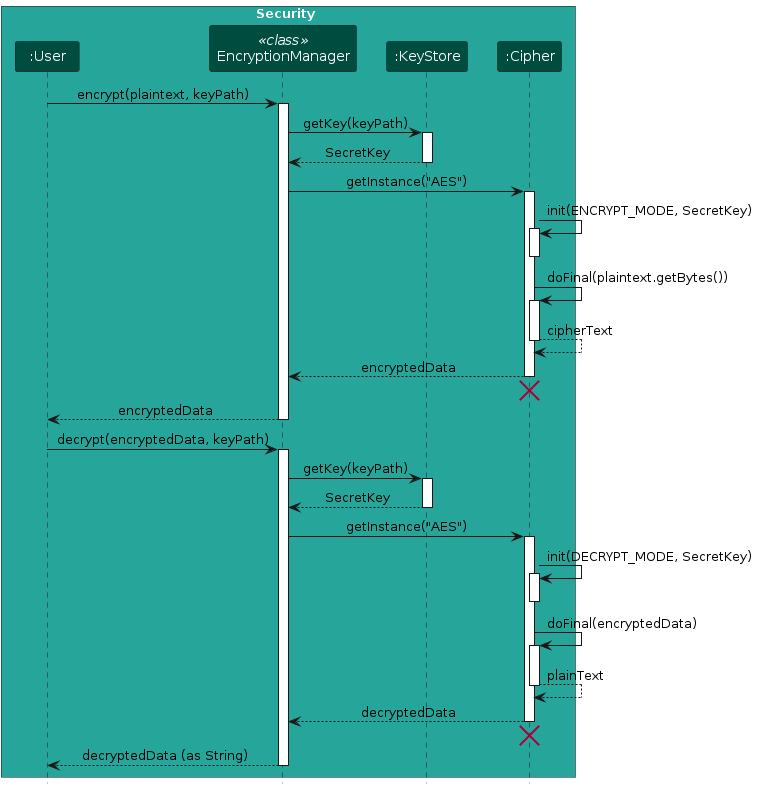 Security
«class»
:User
EncryptionManager
:KeyStore
:Cipher
encrypt(plaintext, keyPath)
getKey(keyPath)
SecretKey
getInstance("AES")
init(ENCRYPT_MODE, SecretKey)
doFinal(plaintext.getBytes())
cipherText
encryptedData
encryptedData
decrypt(encryptedData, keyPath)
getKey(keyPath)
SecretKey
getInstance("AES")
init(DECRYPT_MODE, SecretKey)
doFinal(encryptedData)
plainText
decryptedData
decryptedData (as String)